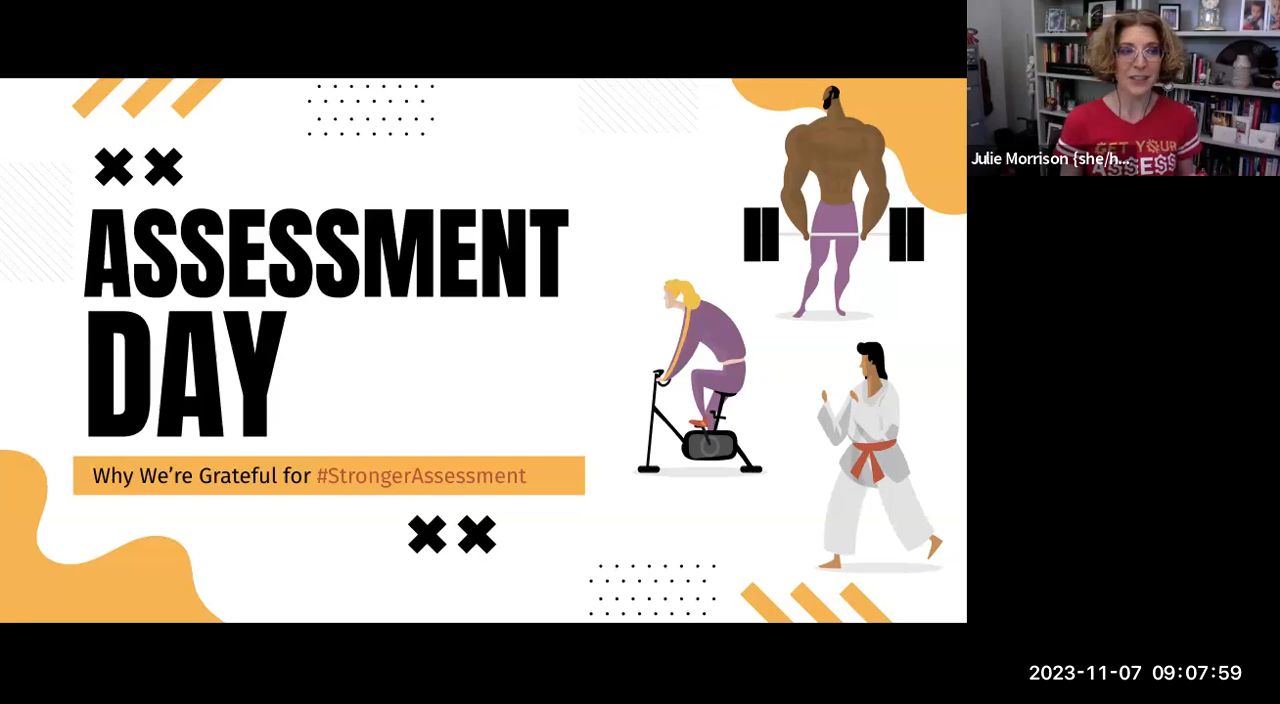 ASSESSMENT
DAY
Why We're Grateful for #StrongerAssessment
Julie Morrison {she/h...
GET YOUR
ASSESS
2023-11-07 09:07:59